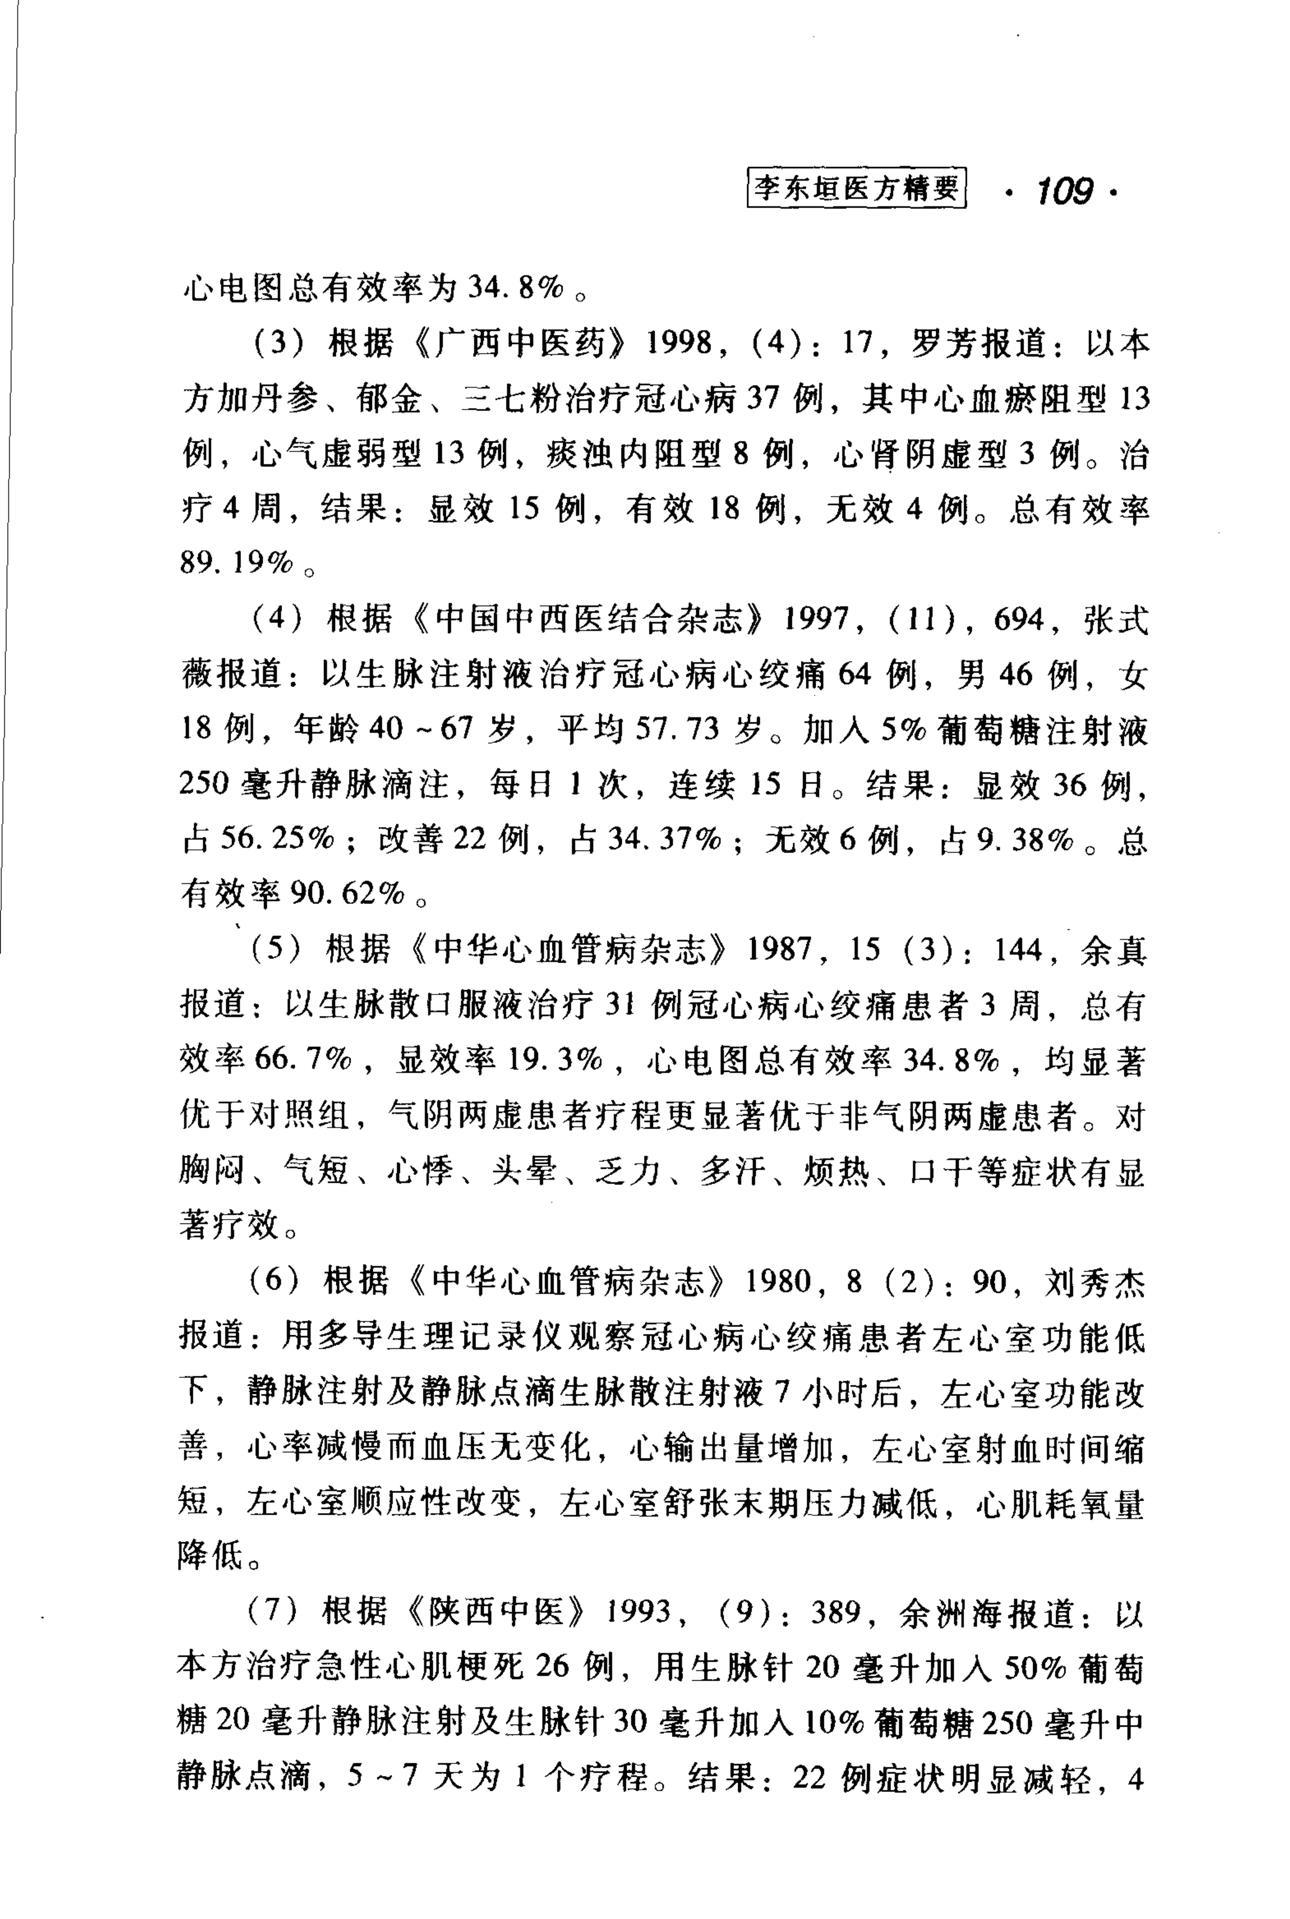 李东垣医方精要 · 109 ·
心电图总有效率为 34.8%。
(3) 根据《广西中医药》1998, (4): 17, 罗芳报道: 以本
方加丹参、郁金、三七粉治疗冠心病 37 例, 其中心血瘀阻型 13
例, 心气虚弱型 13 例, 痰浊内阻型 8 例, 心肾阴虚型 3 例。治
疗 4 周, 结果: 显效 15 例, 有效 18 例, 无效 4 例。总有效率
89.19%。
(4) 根据《中国中西医结合杂志》1997, (11), 694, 张式
薇报道: 以生脉注射液治疗冠心病心绞痛 64 例, 男 46 例, 女
18 例, 年龄 40 ~ 67 岁, 平均 57.73 岁。加入 5% 葡萄糖注射液
250 毫升静脉滴注, 每日 1 次, 连续 15 日。结果: 显效 36 例,
占 56.25%; 改善 22 例, 占 34.37%; 无效 6 例, 占 9.38%。总
有效率 90.62%。
(5) 根据《中华心血管病杂志》1987, 15 (3): 144, 余真
报道: 以生脉散口服液治疗 31 例冠心病心绞痛患者 3 周, 总有
效率 66.7%, 显效率 19.3%, 心电图总有效率 34.8%, 均显著
优于对照组, 气阴两虚患者疗程更显著优于非气阴两虚患者。对
胸闷、气短、心悸、头晕、乏力、多汗、烦热、口干等症状有显
著疗效。
(6) 根据《中华心血管病杂志》1980, 8 (2): 90, 刘秀杰
报道: 用多导生理记录仪观察冠心病心绞痛患者左心室功能低
下, 静脉注射及静脉点滴生脉散注射液 7 小时后, 左心室功能改
善, 心率减慢而血压无变化, 心输出量增加, 左心室射血时间缩
短, 左心室顺应性改变, 左心室舒张末期压力减低, 心肌耗氧量
降低。
(7) 根据《陕西中医》1993, (9): 389, 余洲海报道: 以
本方治疗急性心肌梗死 26 例, 用生脉针 20 毫升加入 50% 葡萄
糖 20 毫升静脉注射及生脉针 30 毫升加入 10% 葡萄糖 250 毫升中
静脉点滴, 5 ~ 7 天为 1 个疗程。结果: 22 例症状明显减轻, 4